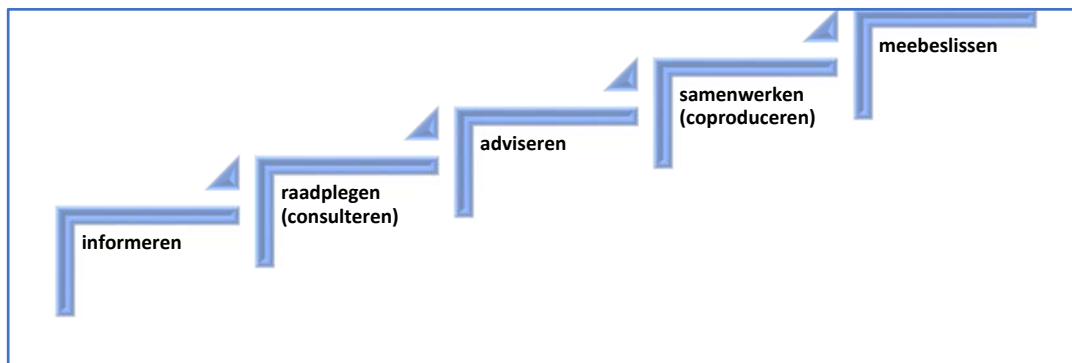 informeren
raadplegen
(consulteren)
adviseren
samenwerken
(coproduceren)
meebeslissen